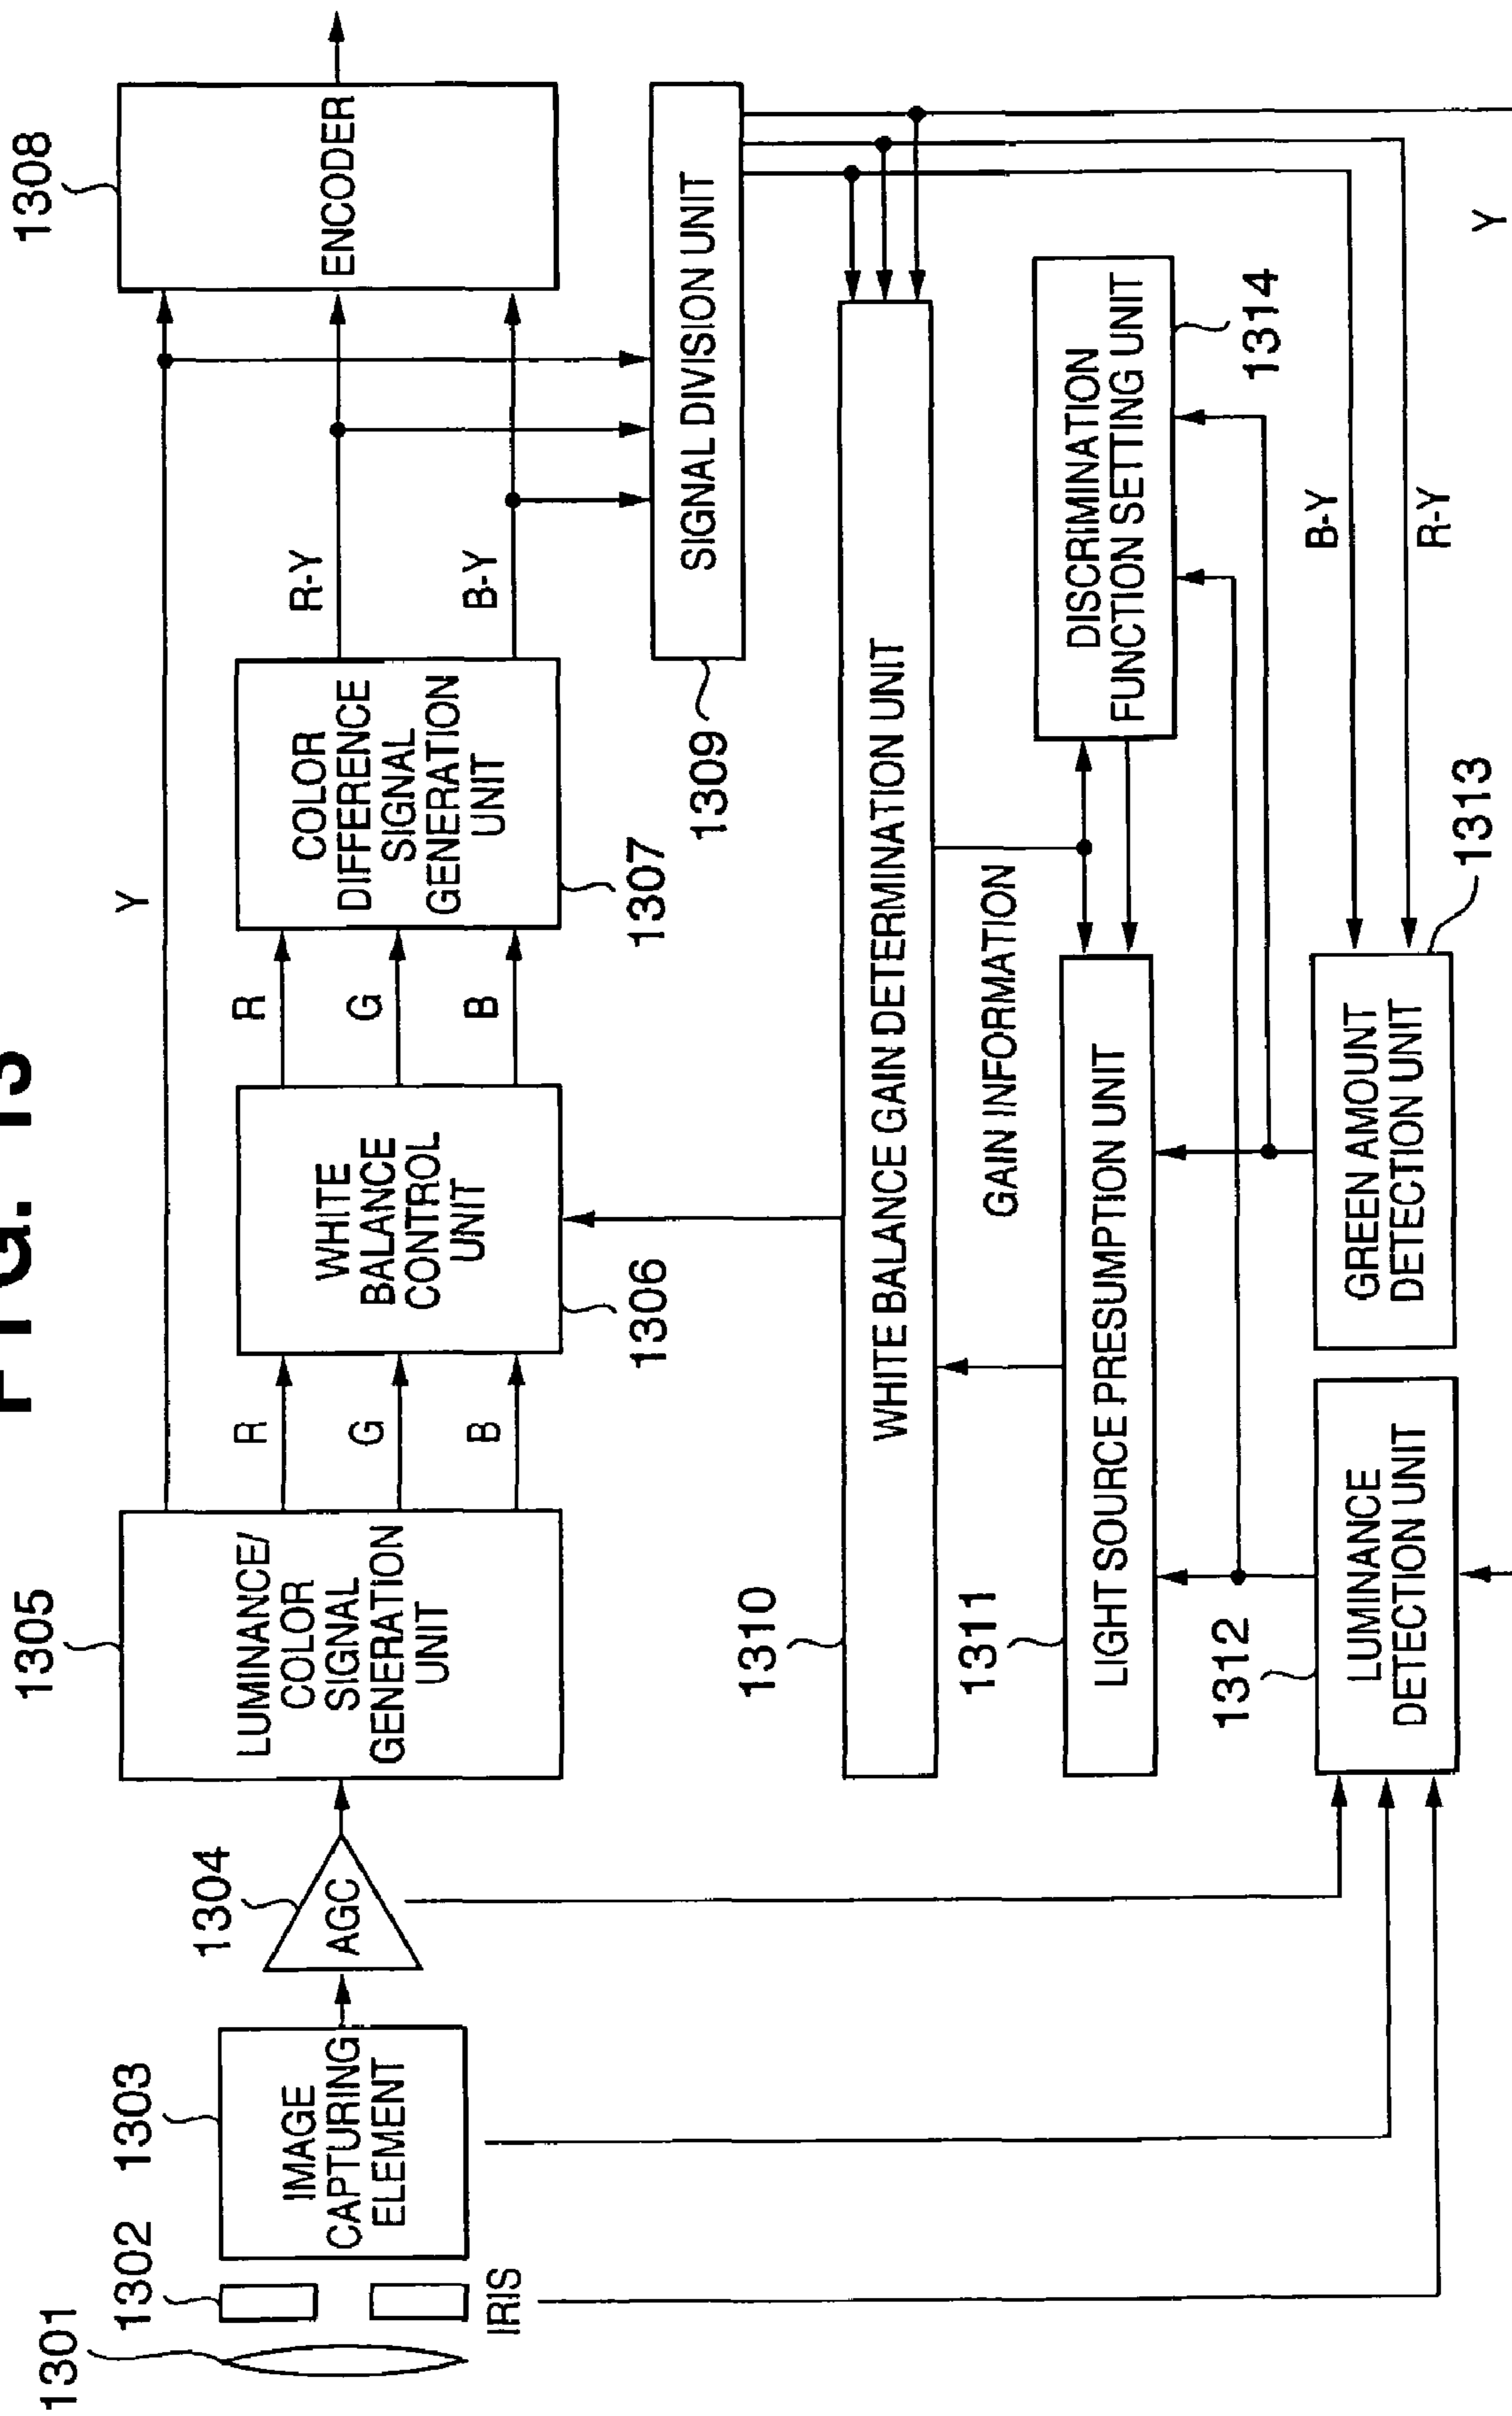 FIG. 13
1301
1302
IRIS
1303
IMAGE
CAPTURING
ELEMENT
1304
AGC
1305
LUMINANCE/
COLOR
SIGNAL
GENERATION
UNIT
Y
R
G
B
WHITE
BALANCE
CONTROL
UNIT
1306
R
G
B
COLOR
DIFFERENCE
SIGNAL
GENERATION
UNIT
1307
R-Y
B-Y
1308
ENCODER
SIGNAL DIVISION UNIT
1309
1310
WHITE BALANCE GAIN DETERMINATION UNIT
GAIN INFORMATION
1311
LIGHT SOURCE PRESUMPTION UNIT
DISCRIMINATION
FUNCTION SETTING UNIT
1314
1312
LUMINANCE
DETECTION UNIT
GREEN AMOUNT
DETECTION UNIT
1313
B-Y
R-Y
Y